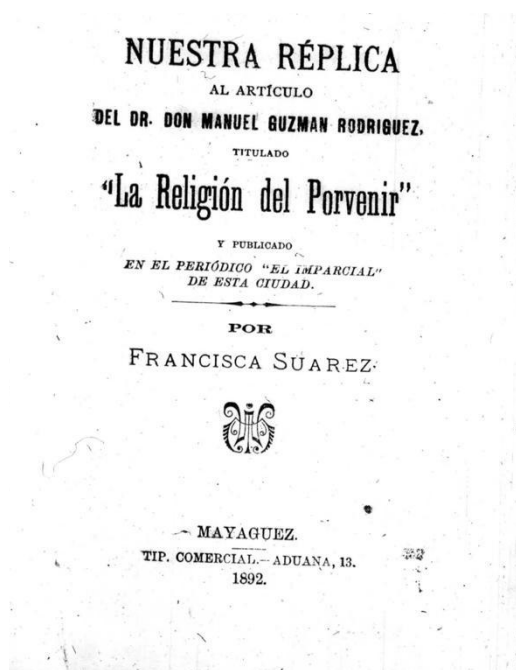 NUESTRA RÉPLICA
AL ARTÍCULO
DEL DR. DON MANUEL GUZMAN RODRIGUEZ,
TITULADO
"La Religión del Porvenir"
Y PUBLICADO
EN EL PERIÓDICO "EL IMPARCIAL"
DE ESTA CIUDAD.
POR
FRANCISCA SUAREZ.
MAYAGUEZ.
TIP. COMERCIAL.—ADUANA, 13.
1892.